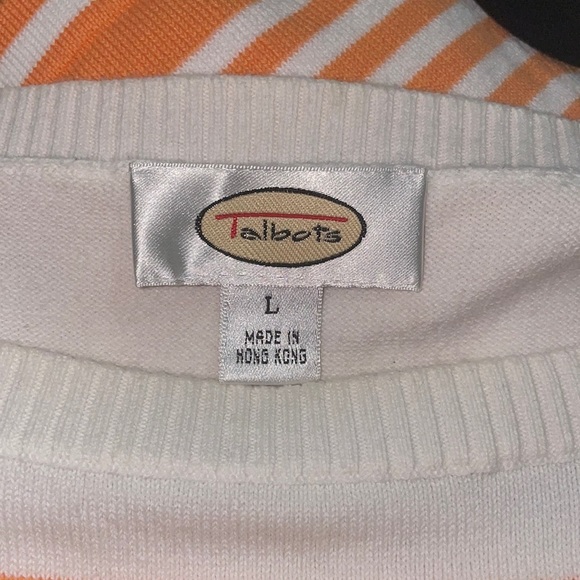 Talbots
L
MADE IN
HONG KONG